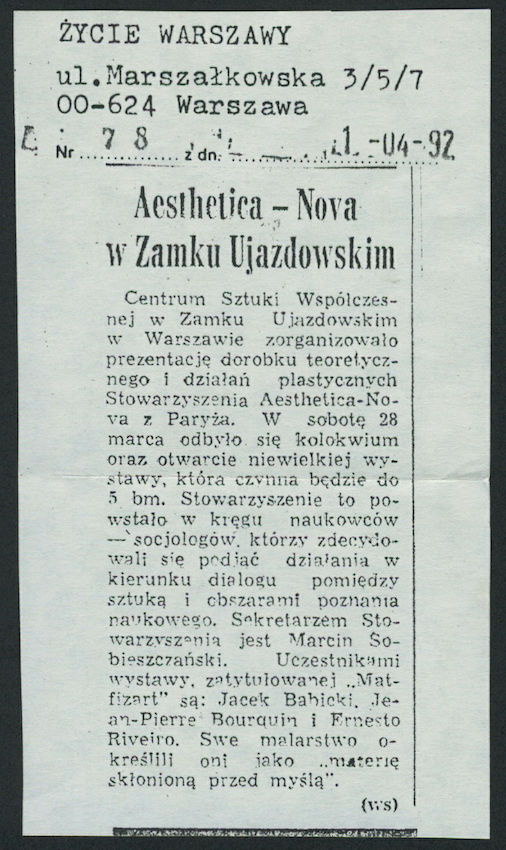 ŻYCIE WARSZAWY
ul.Marszałkowska 3/5/7
00-624 Warszawa
Nr 78 z dn. 1.-04-92
Aesthetica – Nova
w Zamku Ujazdowskim
Centrum Sztuki Współczes-
nej w Zamku Ujazdowskim
w Warszawie zorganizowało
prezentację dorobku teoretycz-
nego i działań plastycznych
Stowarzyszenia Aesthetica-No-
va z Paryża. W sobotę 28
marca odbyło się kolokwium
oraz otwarcie niewielkiej wy-
stawy, która czynna będzie do
5 bm. Stowarzyszenie to po-
wstało w kręgu naukowców
— socjologów, którzy zdecydo-
wali się podjąć działania w
kierunku dialogu pomiędzy
sztuką i obszarami poznania
naukowego. Sekretarzem Sto-
warzyszenia jest Marcin So-
bieszczański. Uczestnikami
wystawy, zatytułowanej „Mat-
fizart" są: Jacek Babicki, Je-
an-Pierre Bourquin i Ernesto
Riveiro. Swe malarstwo o-
kreślili oni jako „materię
skłonioną przed myślą".
(ws)